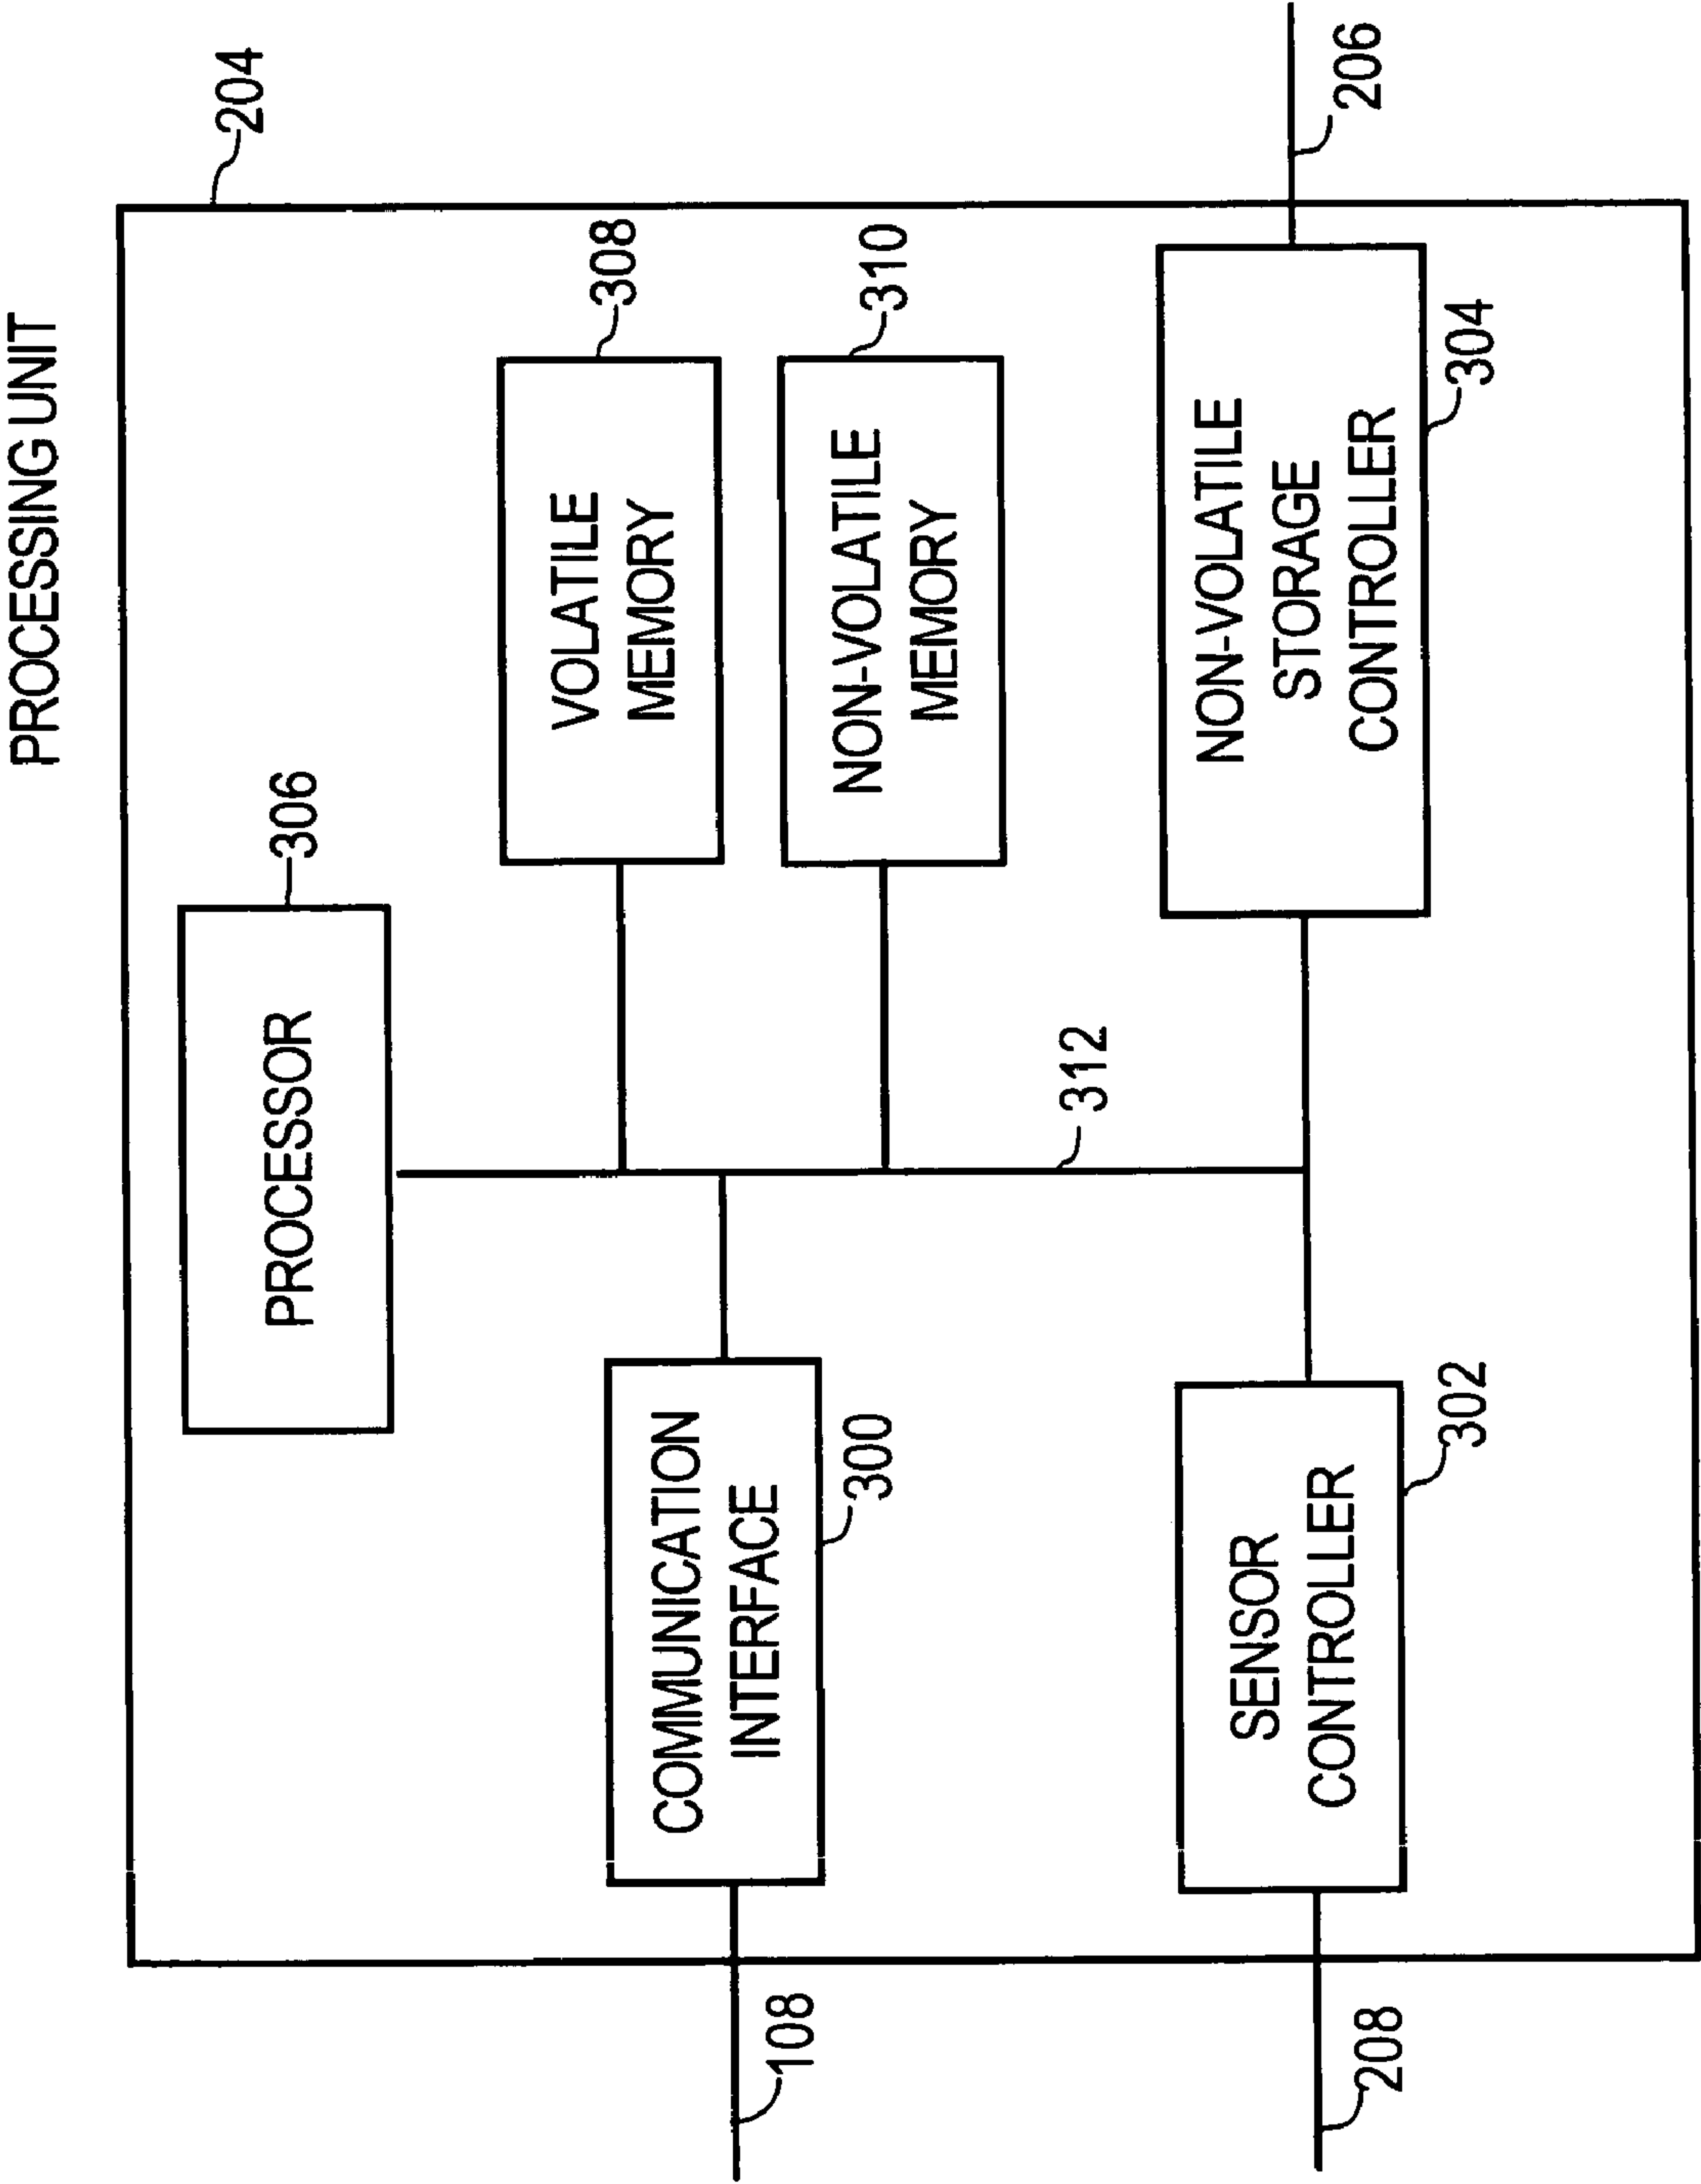 PROCESSING UNIT
204
PROCESSOR
306
VOLATILE
MEMORY
308
NON-VOLATILE
MEMORY
310
COMMUNICATION
INTERFACE
300
108
312
SENSOR
CONTROLLER
302
208
NON-VOLATILE
STORAGE
CONTROLLER
304
206